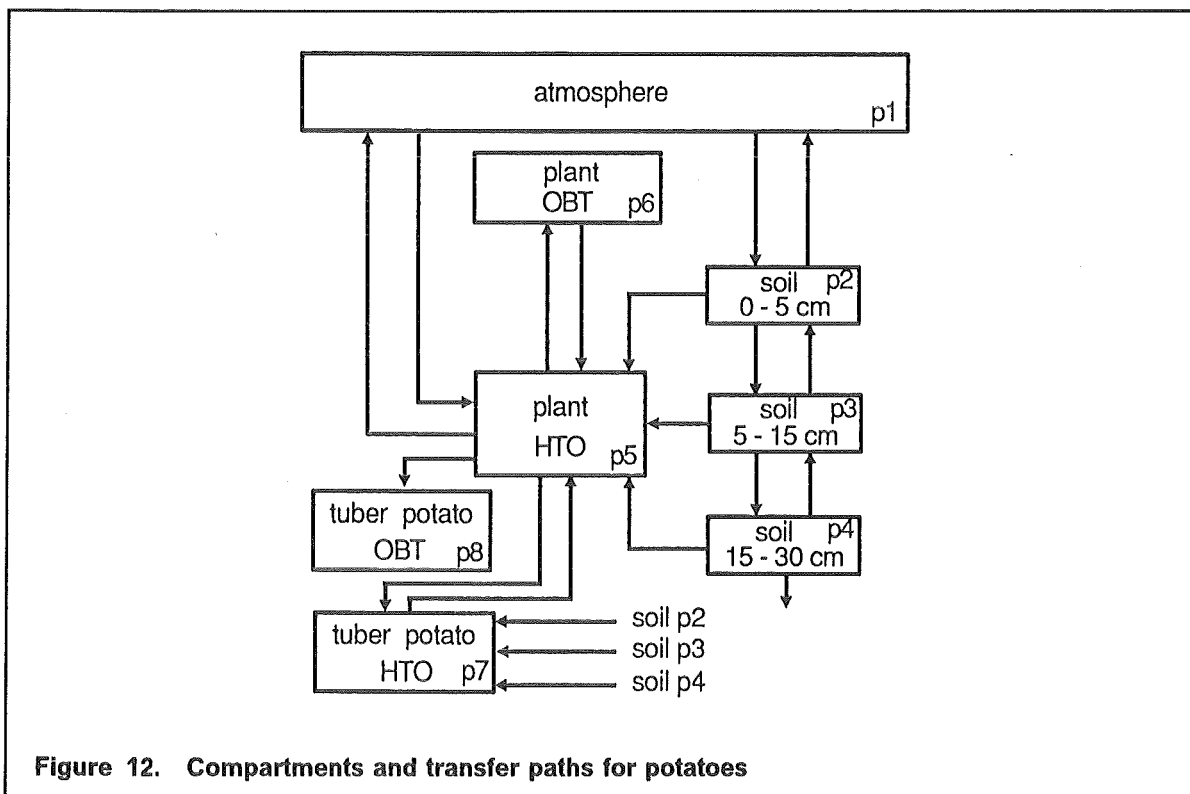 atmosphere
p1
plant
OBT p6
soil p2
0 - 5 cm
plant
HTO
p5
soil p3
5 - 15 cm
tuber potato
OBT p8
soil p4
15 - 30 cm
tuber potato
HTO p7
soil p2
soil p3
soil p4
Figure 12. Compartments and transfer paths for potatoes